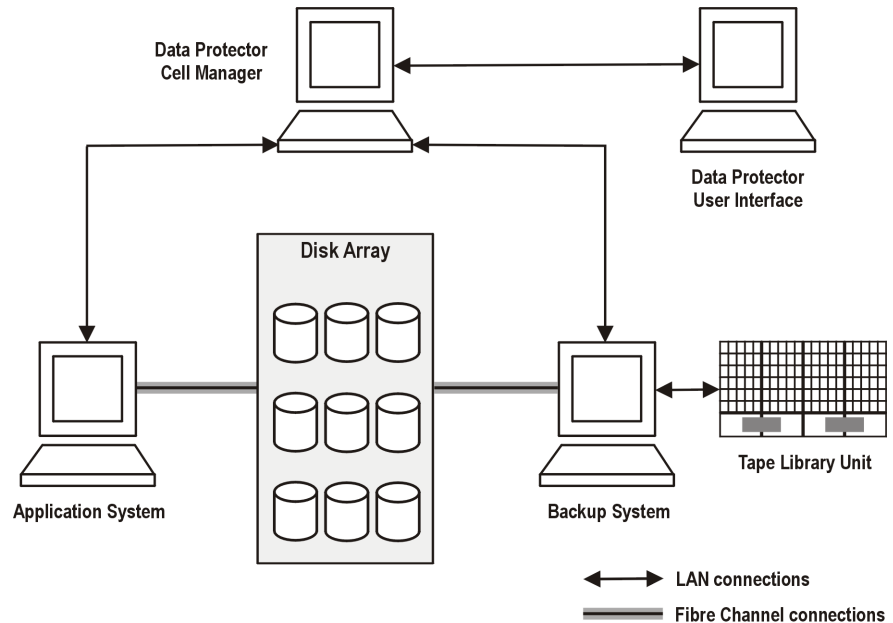 Data Protector
Cell Manager
Data Protector
User Interface
Disk Array
Tape Library Unit
Application System
Backup System
LAN connections
Fibre Channel connections